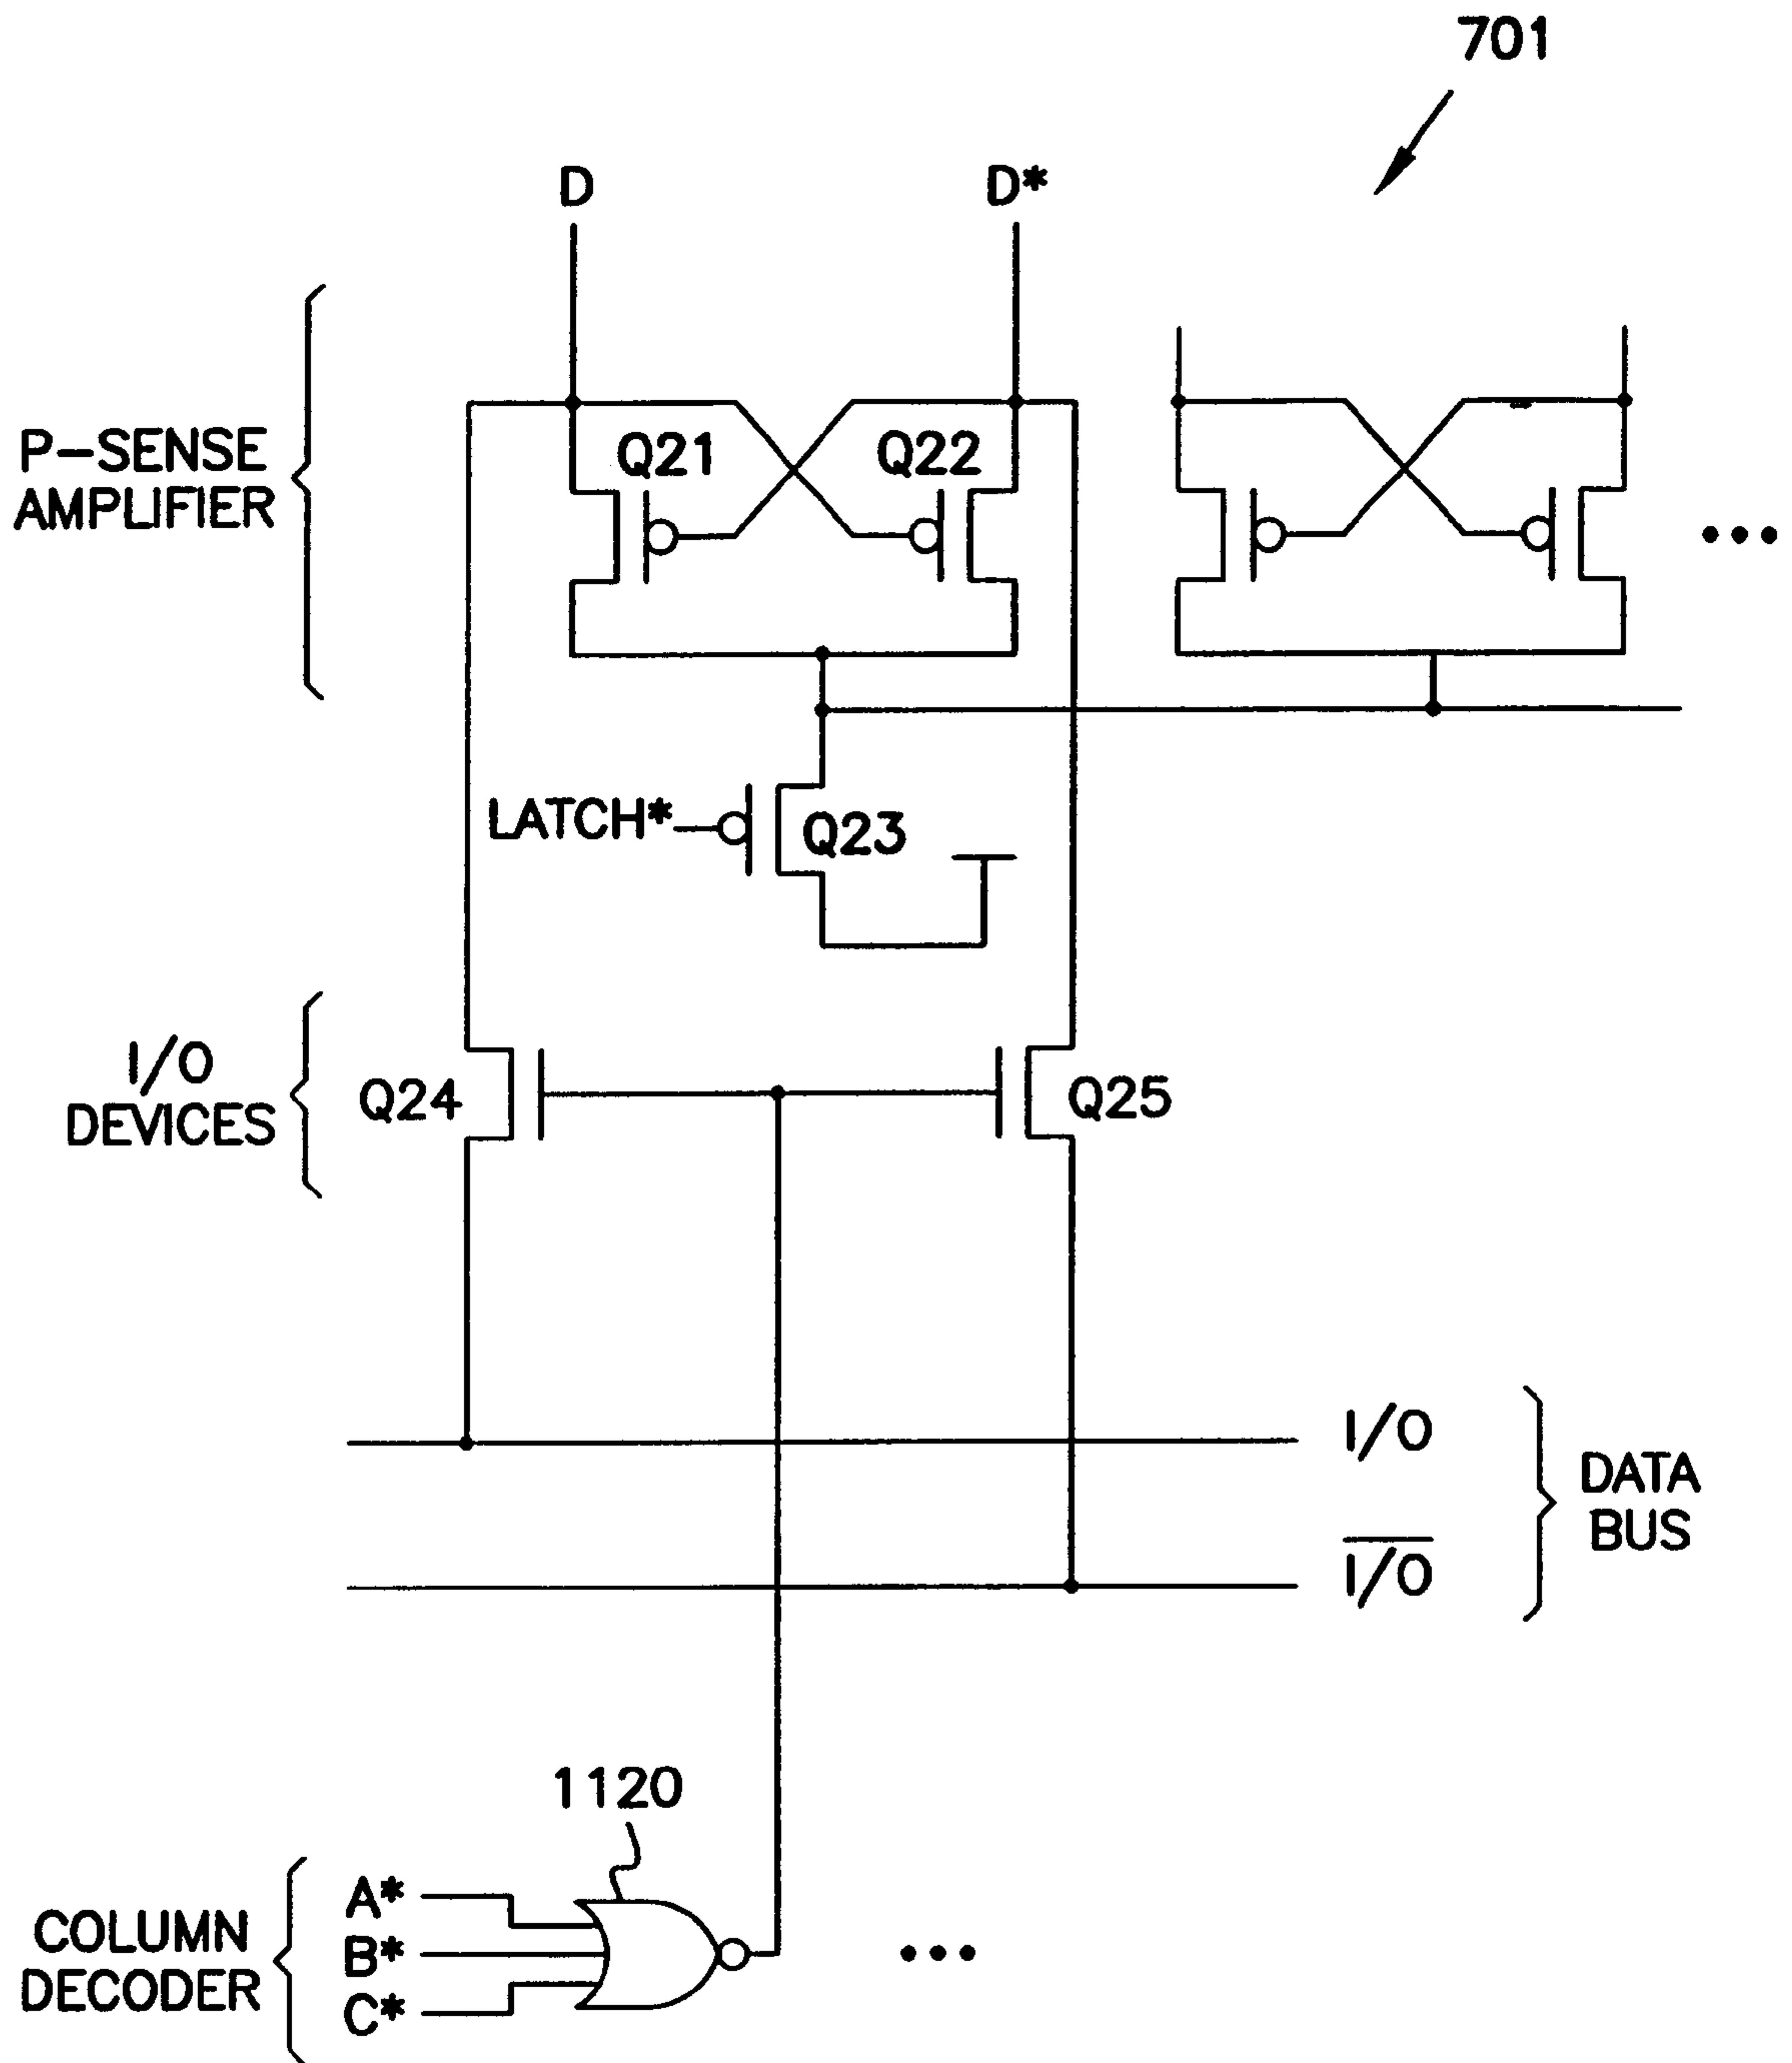 701
D
D*
P-SENSE
AMPLIFIER
Q21
Q22
LATCH*
Q23
I/O
DEVICES
Q24
Q25
I/O
I/O
DATA
BUS
1120
COLUMN
DECODER
A*
B*
C*